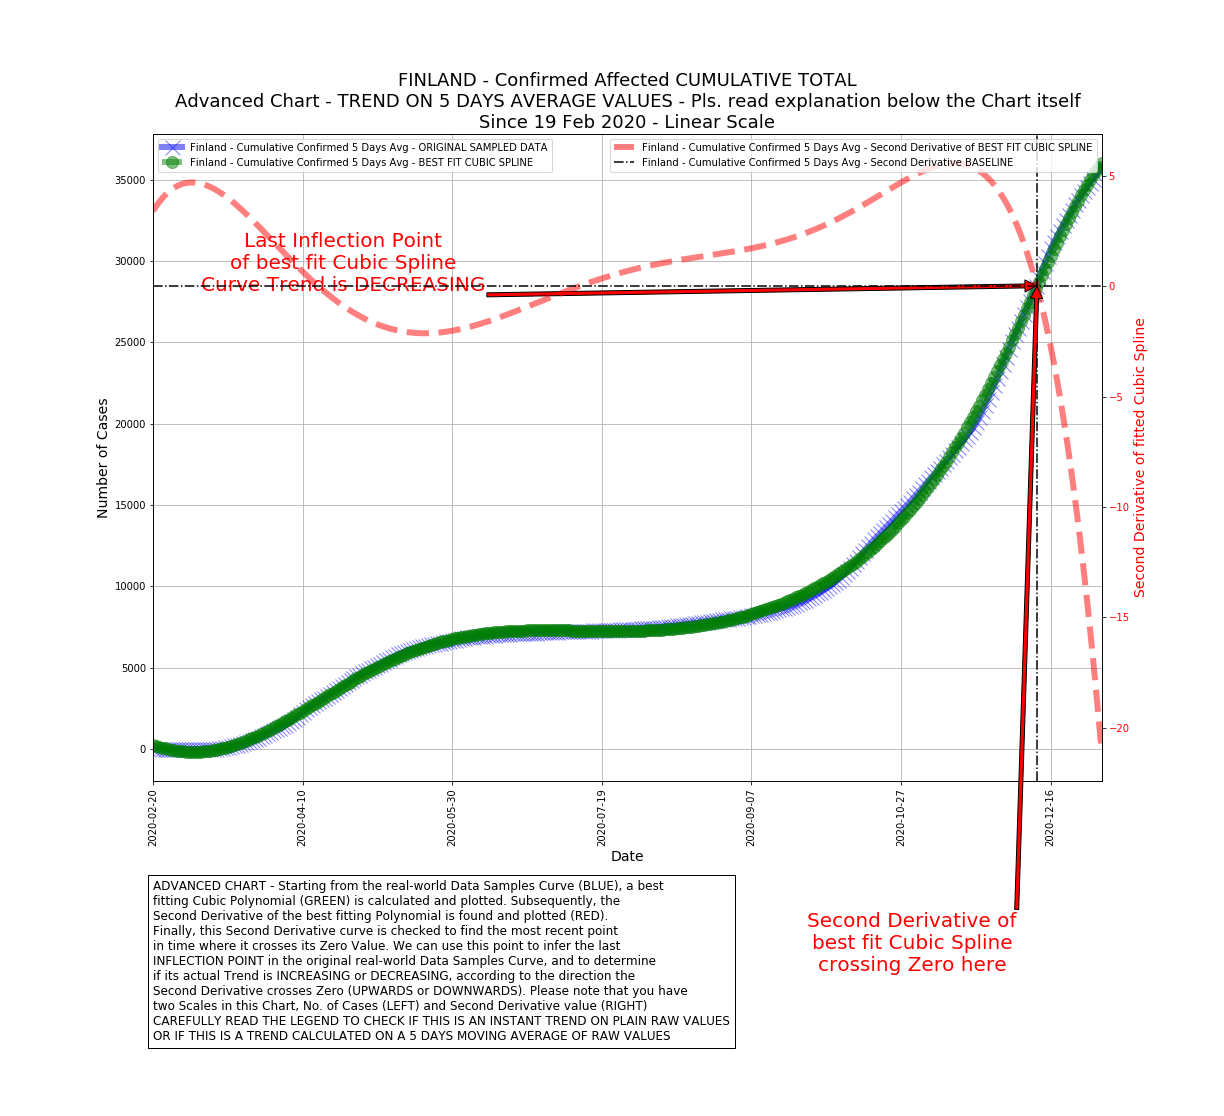 FINLAND - Confirmed Affected CUMULATIVE TOTAL
Advanced Chart - TREND ON 5 DAYS AVERAGE VALUES - Pls. read explanation below the Chart itself
Since 19 Feb 2020 - Linear Scale
Finland - Cumulative Confirmed 5 Days Avg - ORIGINAL SAMPLED DATA
Finland - Cumulative Confirmed 5 Days Avg - BEST FIT CUBIC SPLINE
Finland - Cumulative Confirmed 5 Days Avg - Second Derivative of BEST FIT CUBIC SPLINE
Finland - Cumulative Confirmed 5 Days Avg - Second Derivative BASELINE
Last Inflection Point
of best fit Cubic Spline
Curve Trend is DECREASING
Number of Cases
35000
30000
25000
20000
15000
10000
5000
0
5
0
−5
−10
−15
−20
Second Derivative of fitted Cubic Spline
2020-02-20
2020-04-10
2020-05-30
2020-07-19
2020-09-07
2020-10-27
2020-12-16
Date
Second Derivative of
best fit Cubic Spline
crossing Zero here
ADVANCED CHART - Starting from the real-world Data Samples Curve (BLUE), a best
fitting Cubic Polynomial (GREEN) is calculated and plotted. Subsequently, the
Second Derivative of the best fitting Polynomial is found and plotted (RED).
Finally, this Second Derivative curve is checked to find the most recent point
in time where it crosses its Zero Value. We can use this point to infer the last
INFLECTION POINT in the original real-world Data Samples Curve, and to determine
if its actual Trend is INCREASING or DECREASING, according to the direction the
Second Derivative crosses Zero (UPWARDS or DOWNWARDS). Please note that you have
two Scales in this Chart, No. of Cases (LEFT) and Second Derivative value (RIGHT)
CAREFULLY READ THE LEGEND TO CHECK IF THIS IS AN INSTANT TREND ON PLAIN RAW VALUES
OR IF THIS IS A TREND CALCULATED ON A 5 DAYS MOVING AVERAGE OF RAW VALUES